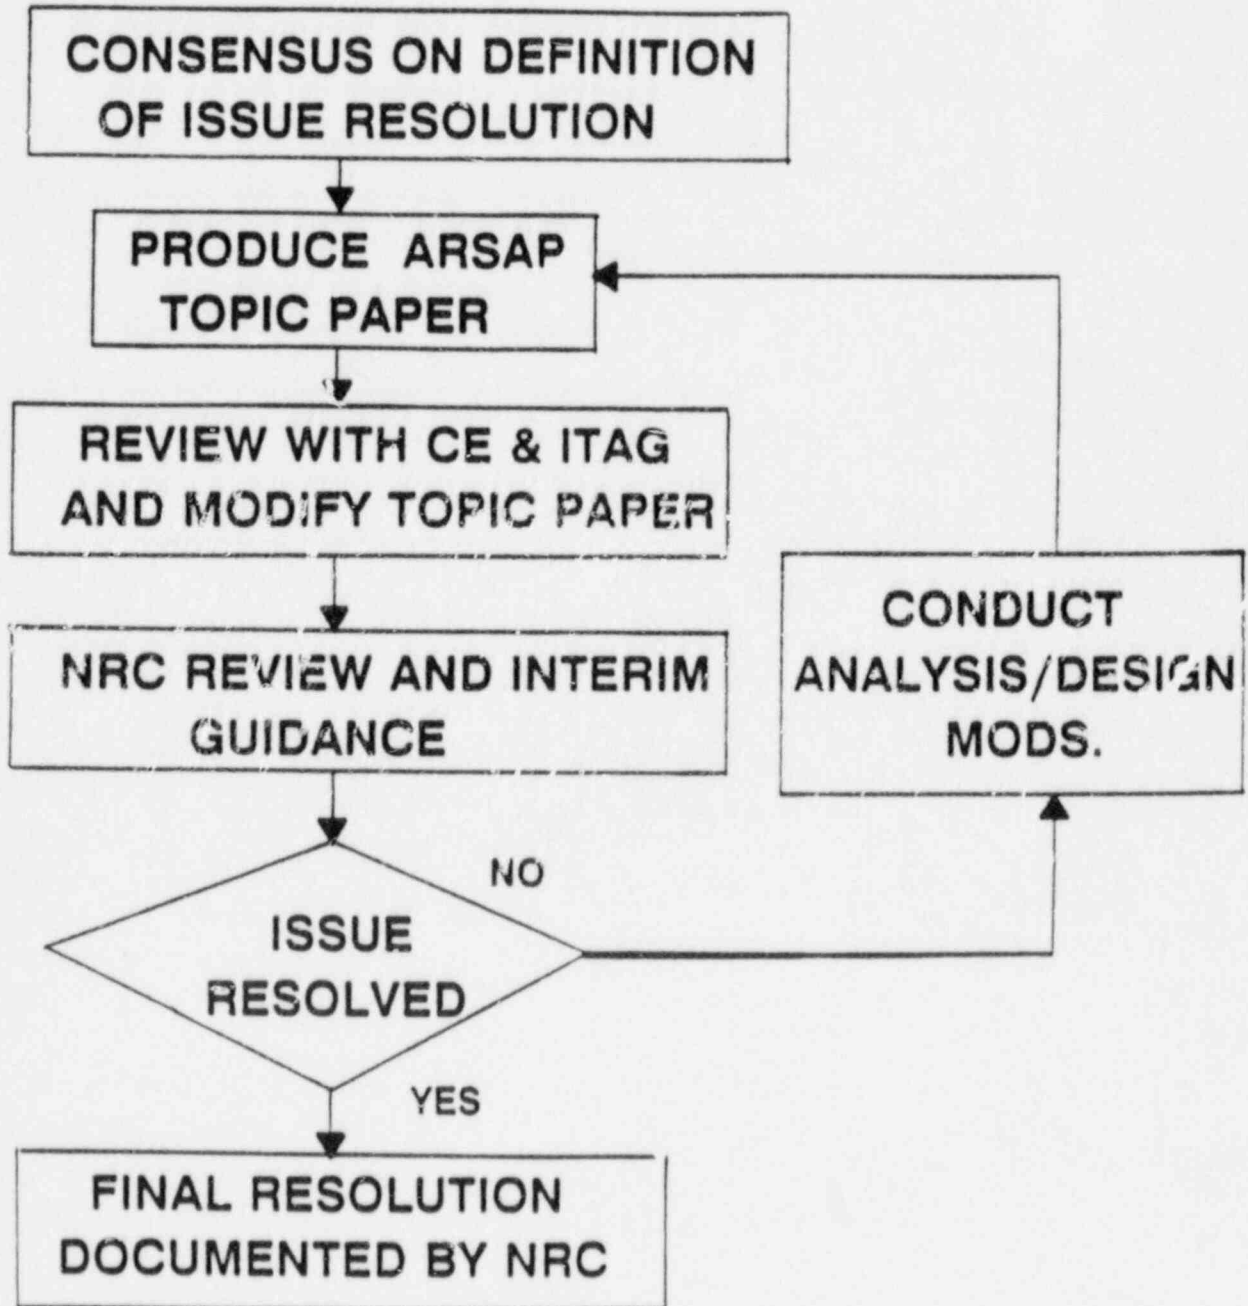 CONSENSUS ON DEFINITION
OF ISSUE RESOLUTION
PRODUCE ARSAP
TOPIC PAPER
REVIEW WITH CE & ITAG
AND MODIFY TOPIC PAPER
NRC REVIEW AND INTERIM
GUIDANCE
CONDUCT
ANALYSIS/DESIGN
MODS.
NO
ISSUE
RESOLVED
YES
FINAL RESOLUTION
DOCUMENTED BY NRC